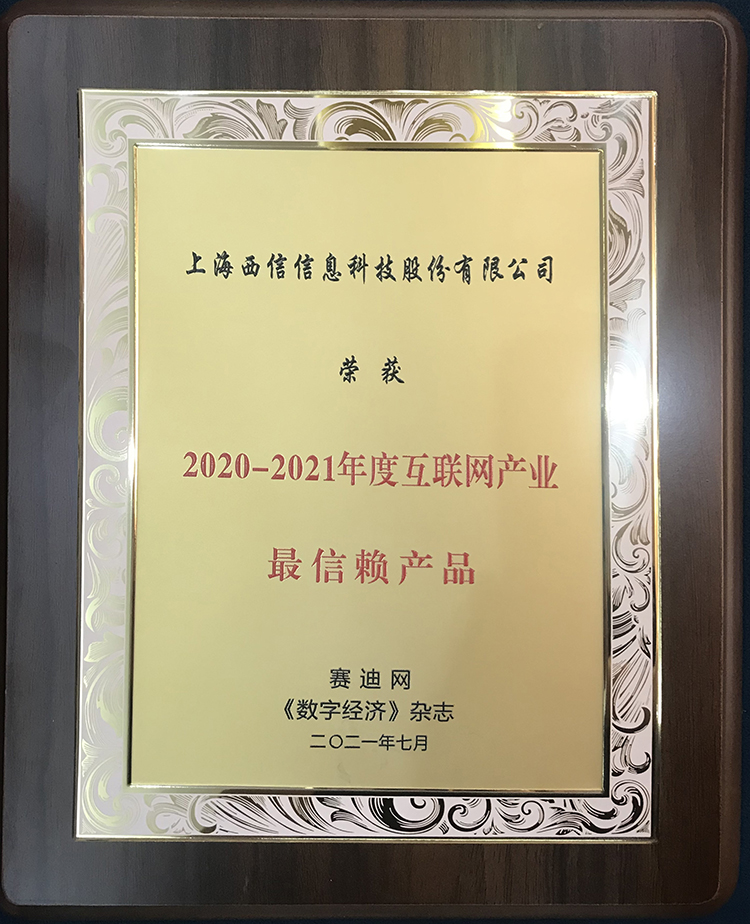 上海西信信息科技股份有限公司
荣获
2020-2021年度互联网产业
最信赖产品
赛迪网
《数字经济》杂志
二〇二一年七月